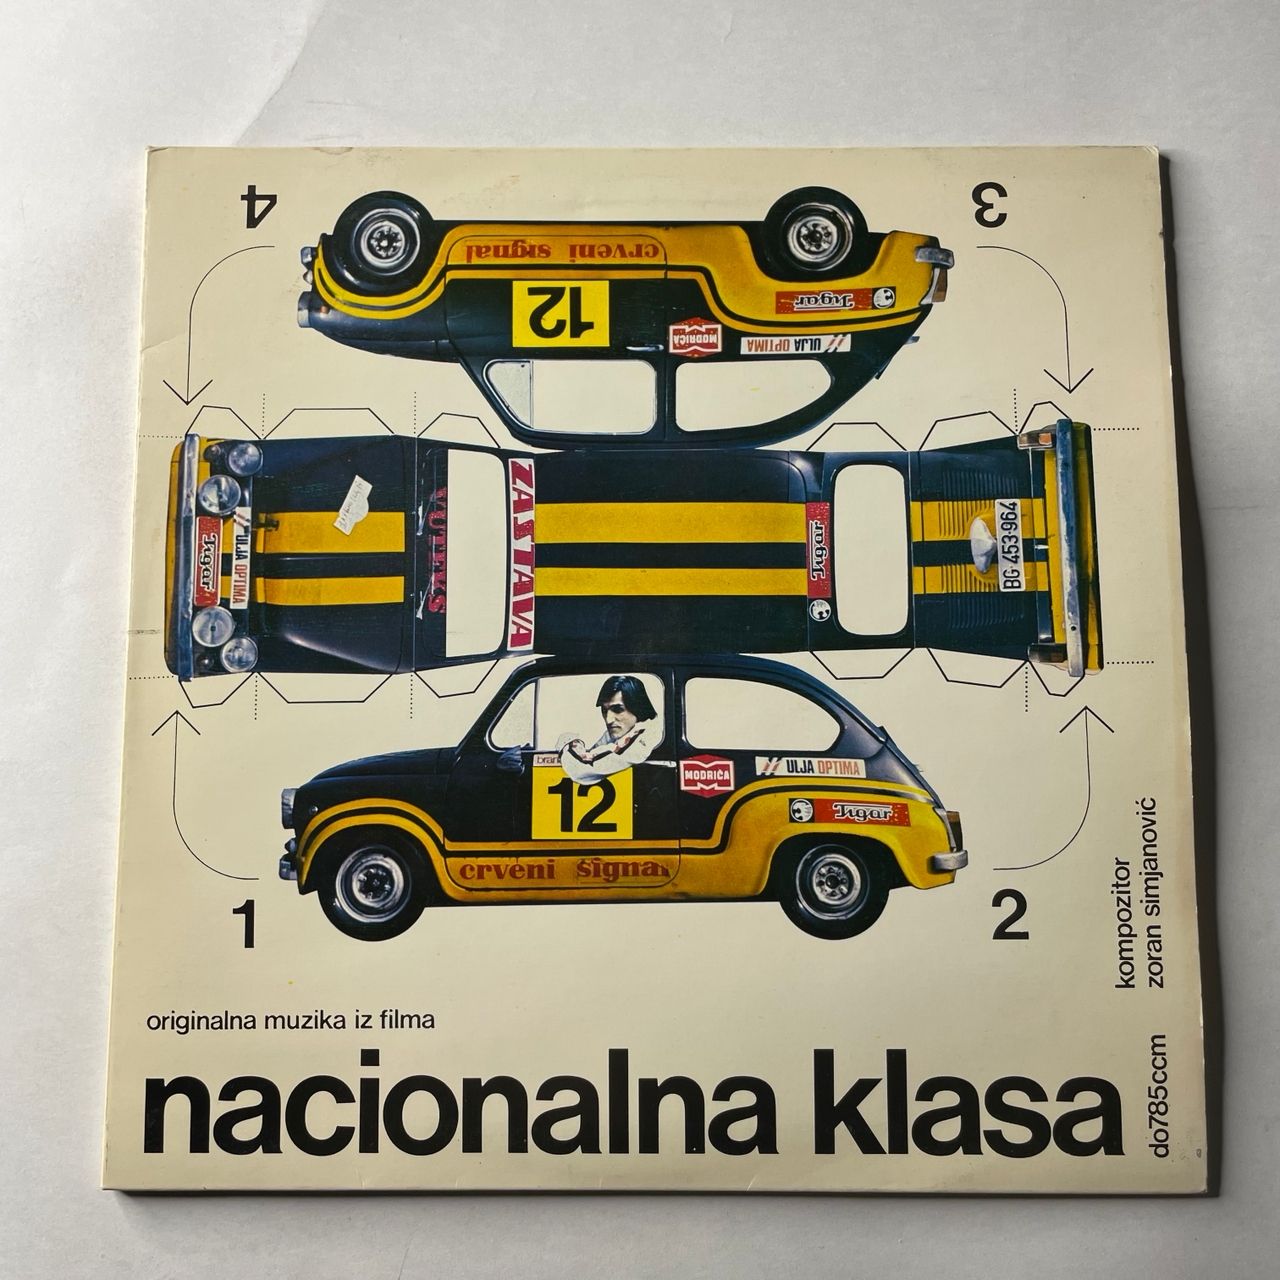 4
3
crveni signal
Tigar
12
MODRIČA
ULJA OPTIMA
Tigar
ULJA OPTIMA
ZASTAVA
Tigar
BG·453-964
12
MODRIČA
ULJA OPTIMA
Tigar
crveni signal
1
2
kompozitor
zoran simjanović
originalna muzika iz filma
nacionalna klasa
do785ccm